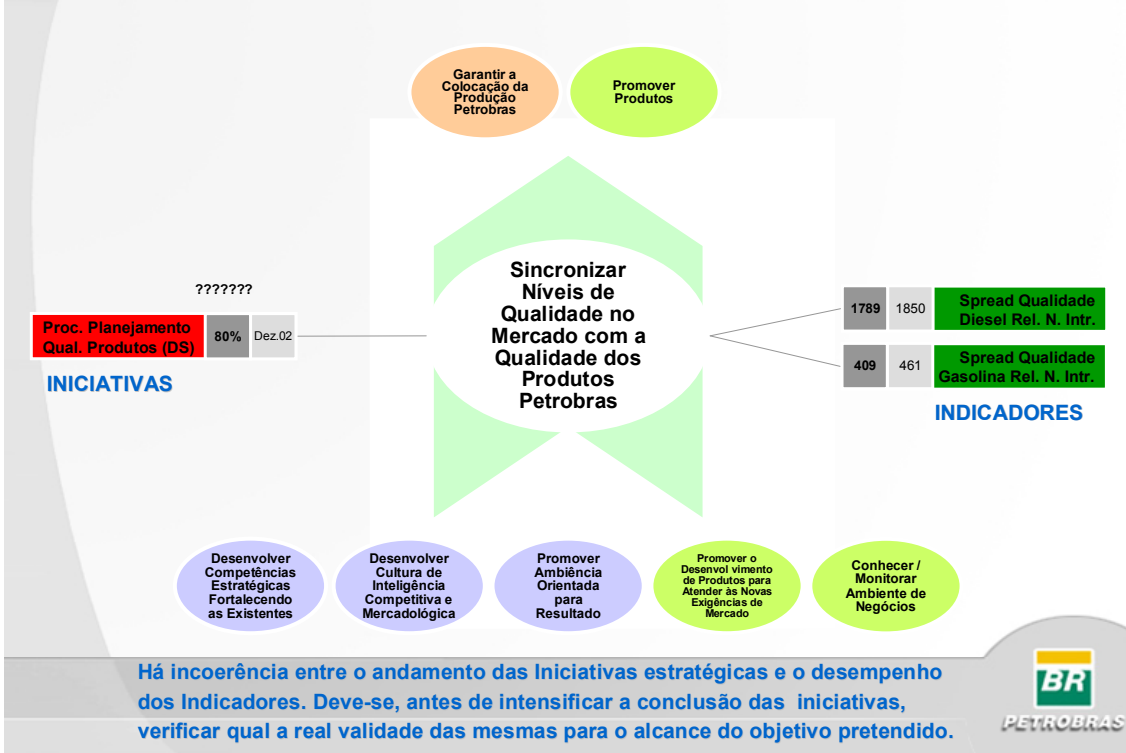 Garantir a
Colocação da
Produção
Petrobras
Promover
Produtos
Sincronizar
Níveis de
Qualidade no
Mercado com a
Qualidade dos
Produtos
Petrobras
???????
Proc. Planejamento
Qual. Produtos (DS)
80%
Dez.02
INICIATIVAS
1789
1850
Spread Qualidade
Diesel Rel. N. Intr.
409
461
Spread Qualidade
Gasolina Rel. N. Intr.
INDICADORES
Desenvolver
Competências
Estratégicas
Fortalecendo
as Existentes
Desenvolver
Cultura de
Inteligência
Competitiva e
Mercadológica
Promover
Ambiência
Orientada
para
Resultado
Promover o
Desenvol vimento
de Produtos para
Atender às Novas
Exigências de
Mercado
Conhecer /
Monitorar
Ambiente de
Negócios
Há incoerência entre o andamento das Iniciativas estratégicas e o desempenho
dos Indicadores. Deve-se, antes de intensificar a conclusão das iniciativas,
verificar qual a real validade das mesmas para o alcance do objetivo pretendido.
BR
PETROBRAS